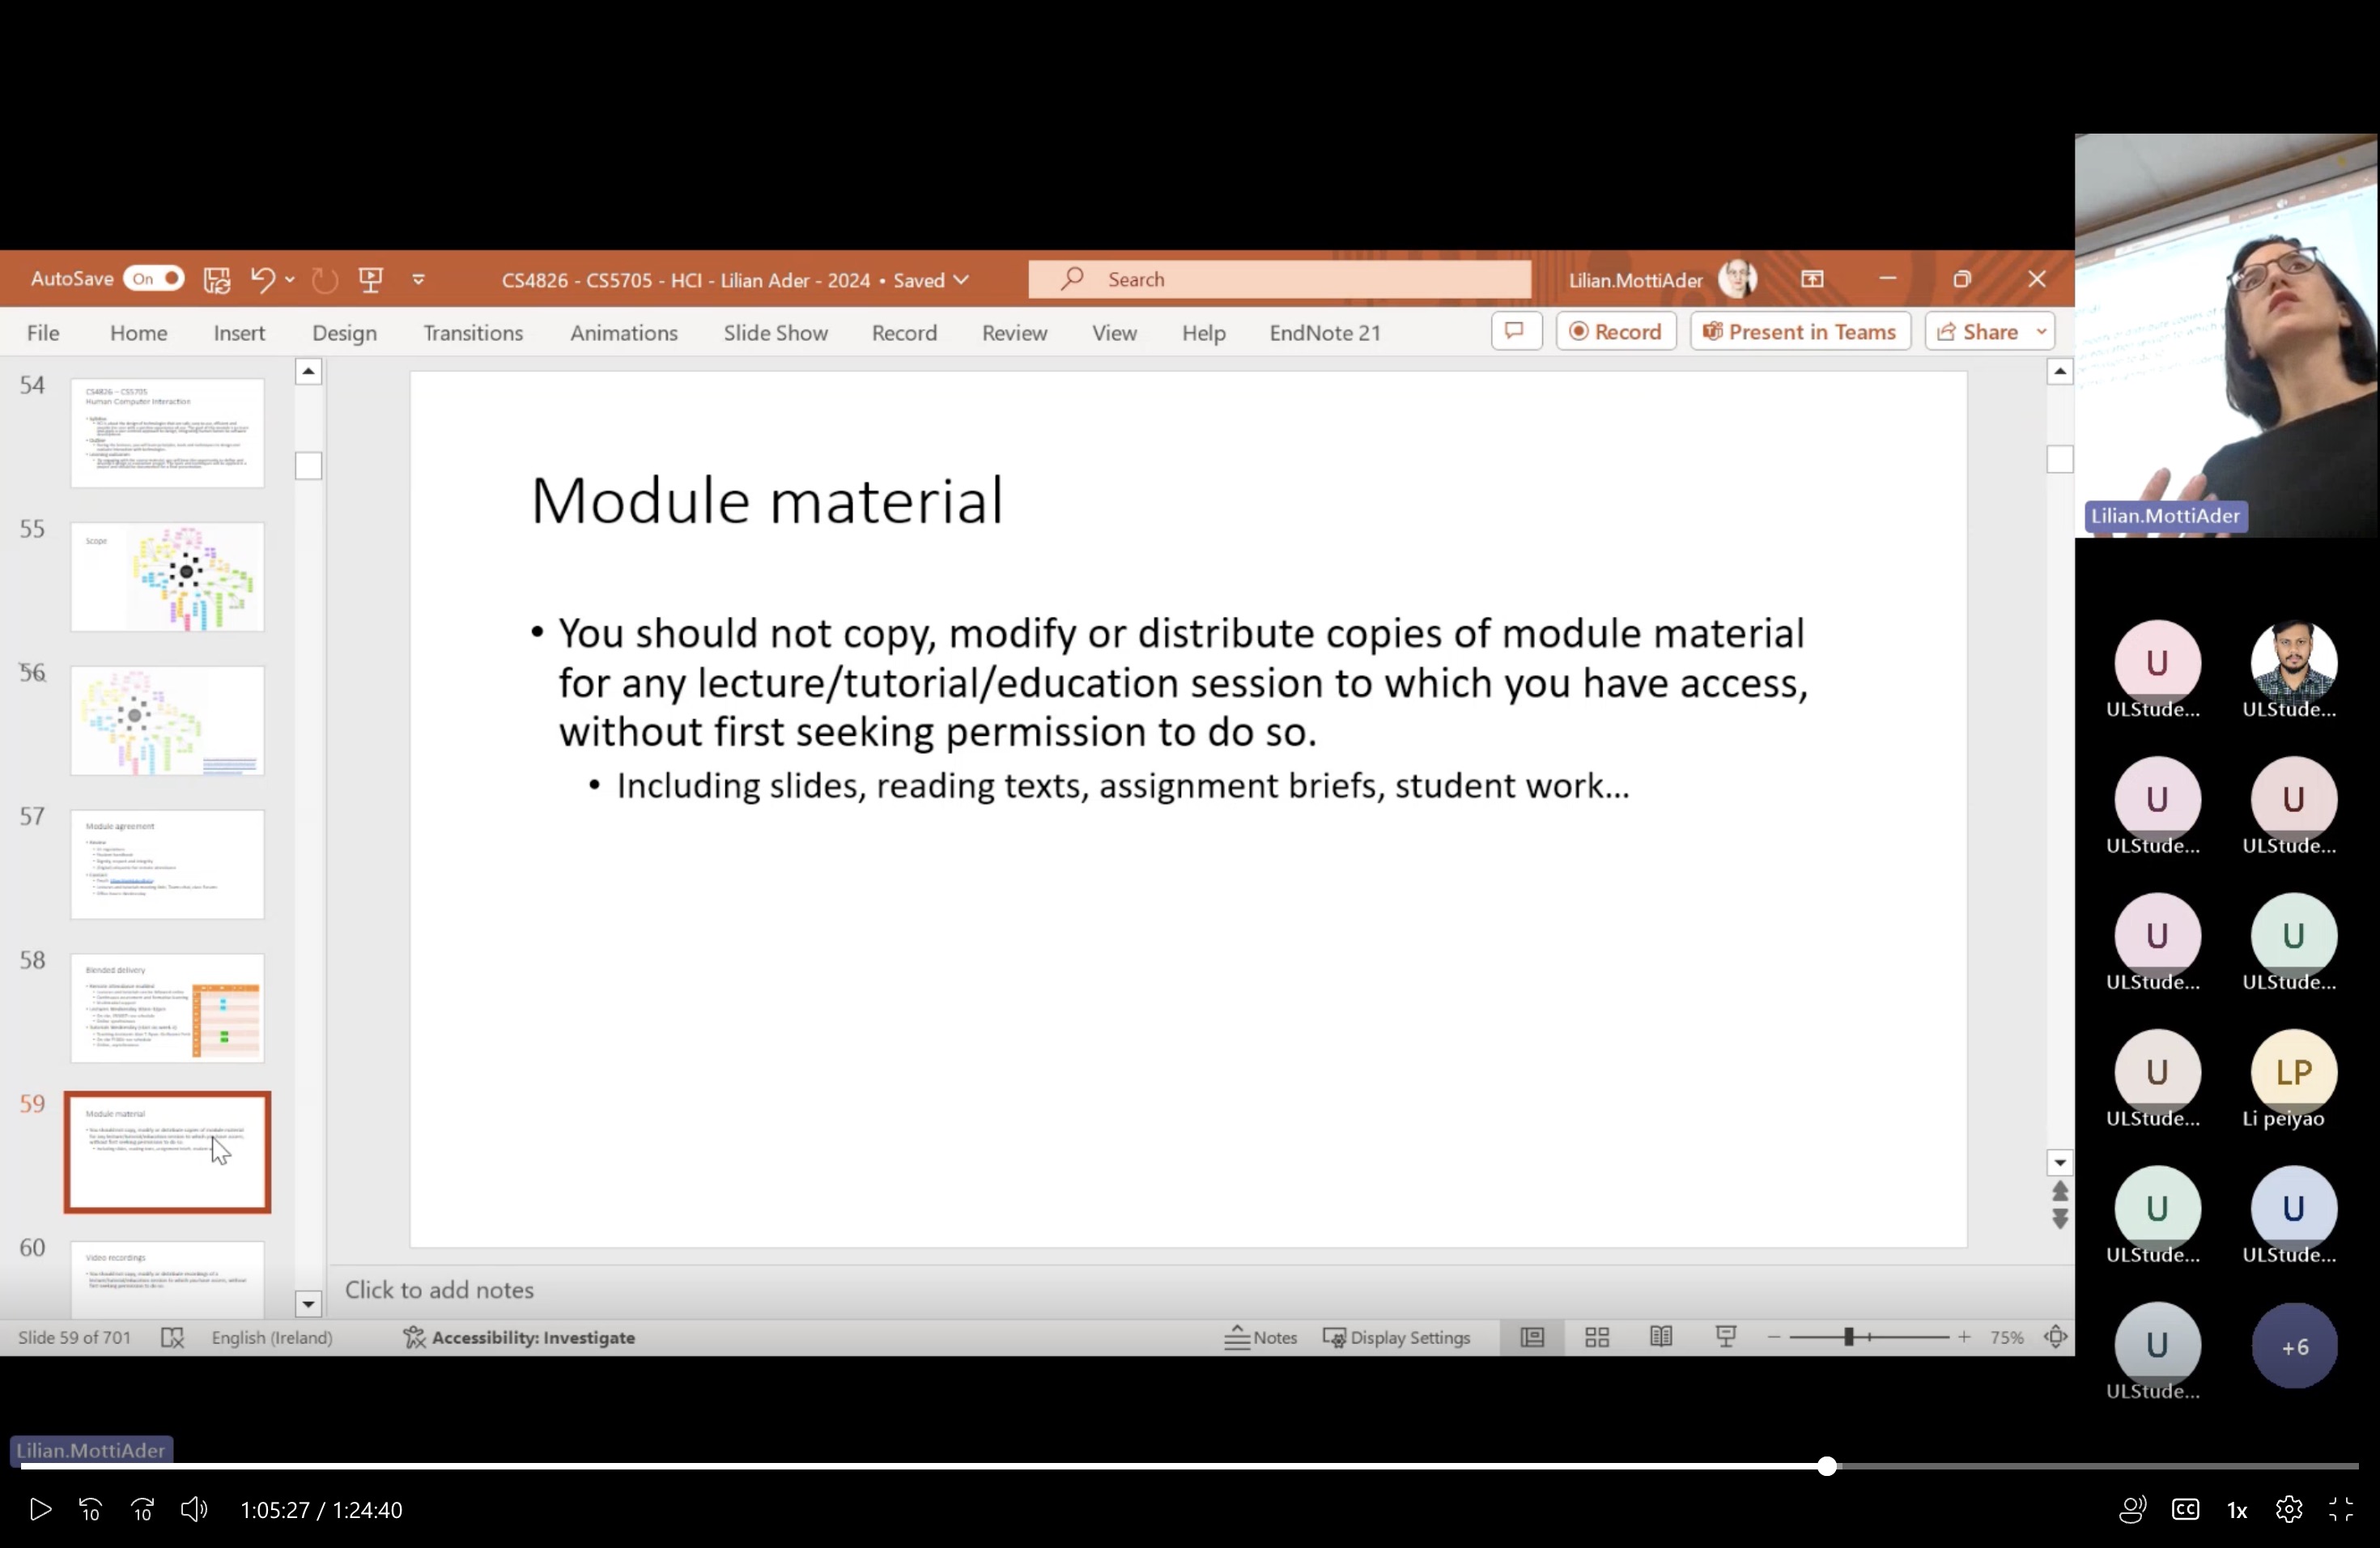 AutoSave On
CS4826 - CS5705 - HCI - Lilian Ader - 2024 • Saved
Search
Lilian.MottiAder
File Home Insert Design Transitions Animations Slide Show Record Review View Help EndNote 21
Record
Present in Teams
Share
54
CS4826 – CS5705
Human Computer Interaction
55
Scope
56
57
Module agreement
58
Blended delivery
59
Module material
60
Video recordings
Module material
• You should not copy, modify or distribute copies of module material
for any lecture/tutorial/education session to which you have access,
without first seeking permission to do so.
• Including slides, reading texts, assignment briefs, student work...
Click to add notes
Slide 59 of 701
English (Ireland)
Accessibility: Investigate
Notes
Display Settings
75%
Lilian.MottiAder
U
ULStude...
ULStude...
U
ULStude...
U
ULStude...
U
ULStude...
U
ULStude...
U
ULStude...
LP
Li peiyao
U
ULStude...
U
ULStude...
U
ULStude...
+6
Lilian.MottiAder
10
10
1:05:27 / 1:24:40
CC
1x